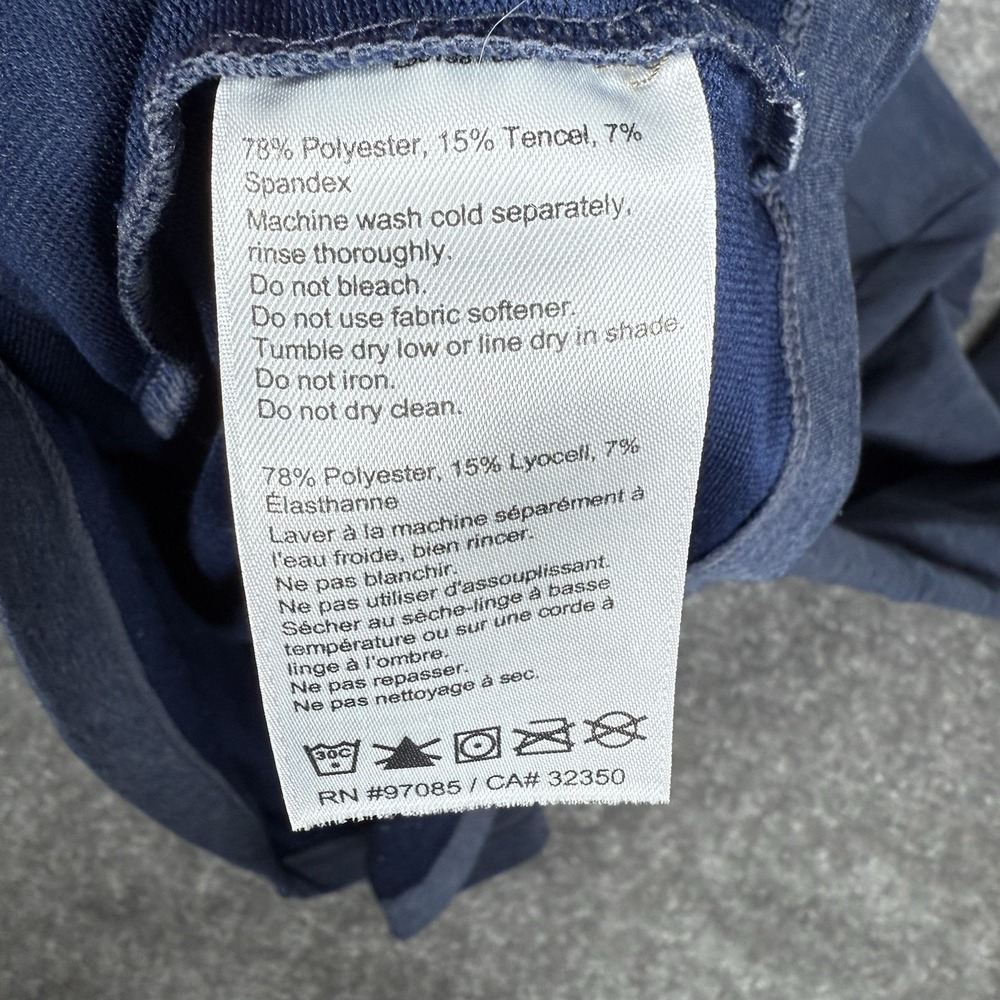 78% Polyester, 15% Tencel, 7%
Spandex
Machine wash cold separately,
rinse thoroughly.
Do not bleach.
Do not use fabric softener.
Tumble dry low or line dry in shade.
Do not iron.
Do not dry clean.
78% Polyester, 15% Lyocell, 7%
Élasthanne
Laver à la machine séparément à
l'eau froide, bien rincer.
Ne pas blanchir.
Ne pas utiliser d'assouplissant.
Sécher au sèche-linge à basse
température ou sur une corde à
linge à l'ombre.
Ne pas repasser.
Ne pas nettoyage à sec.
30C
RN #97085 / CA# 32350